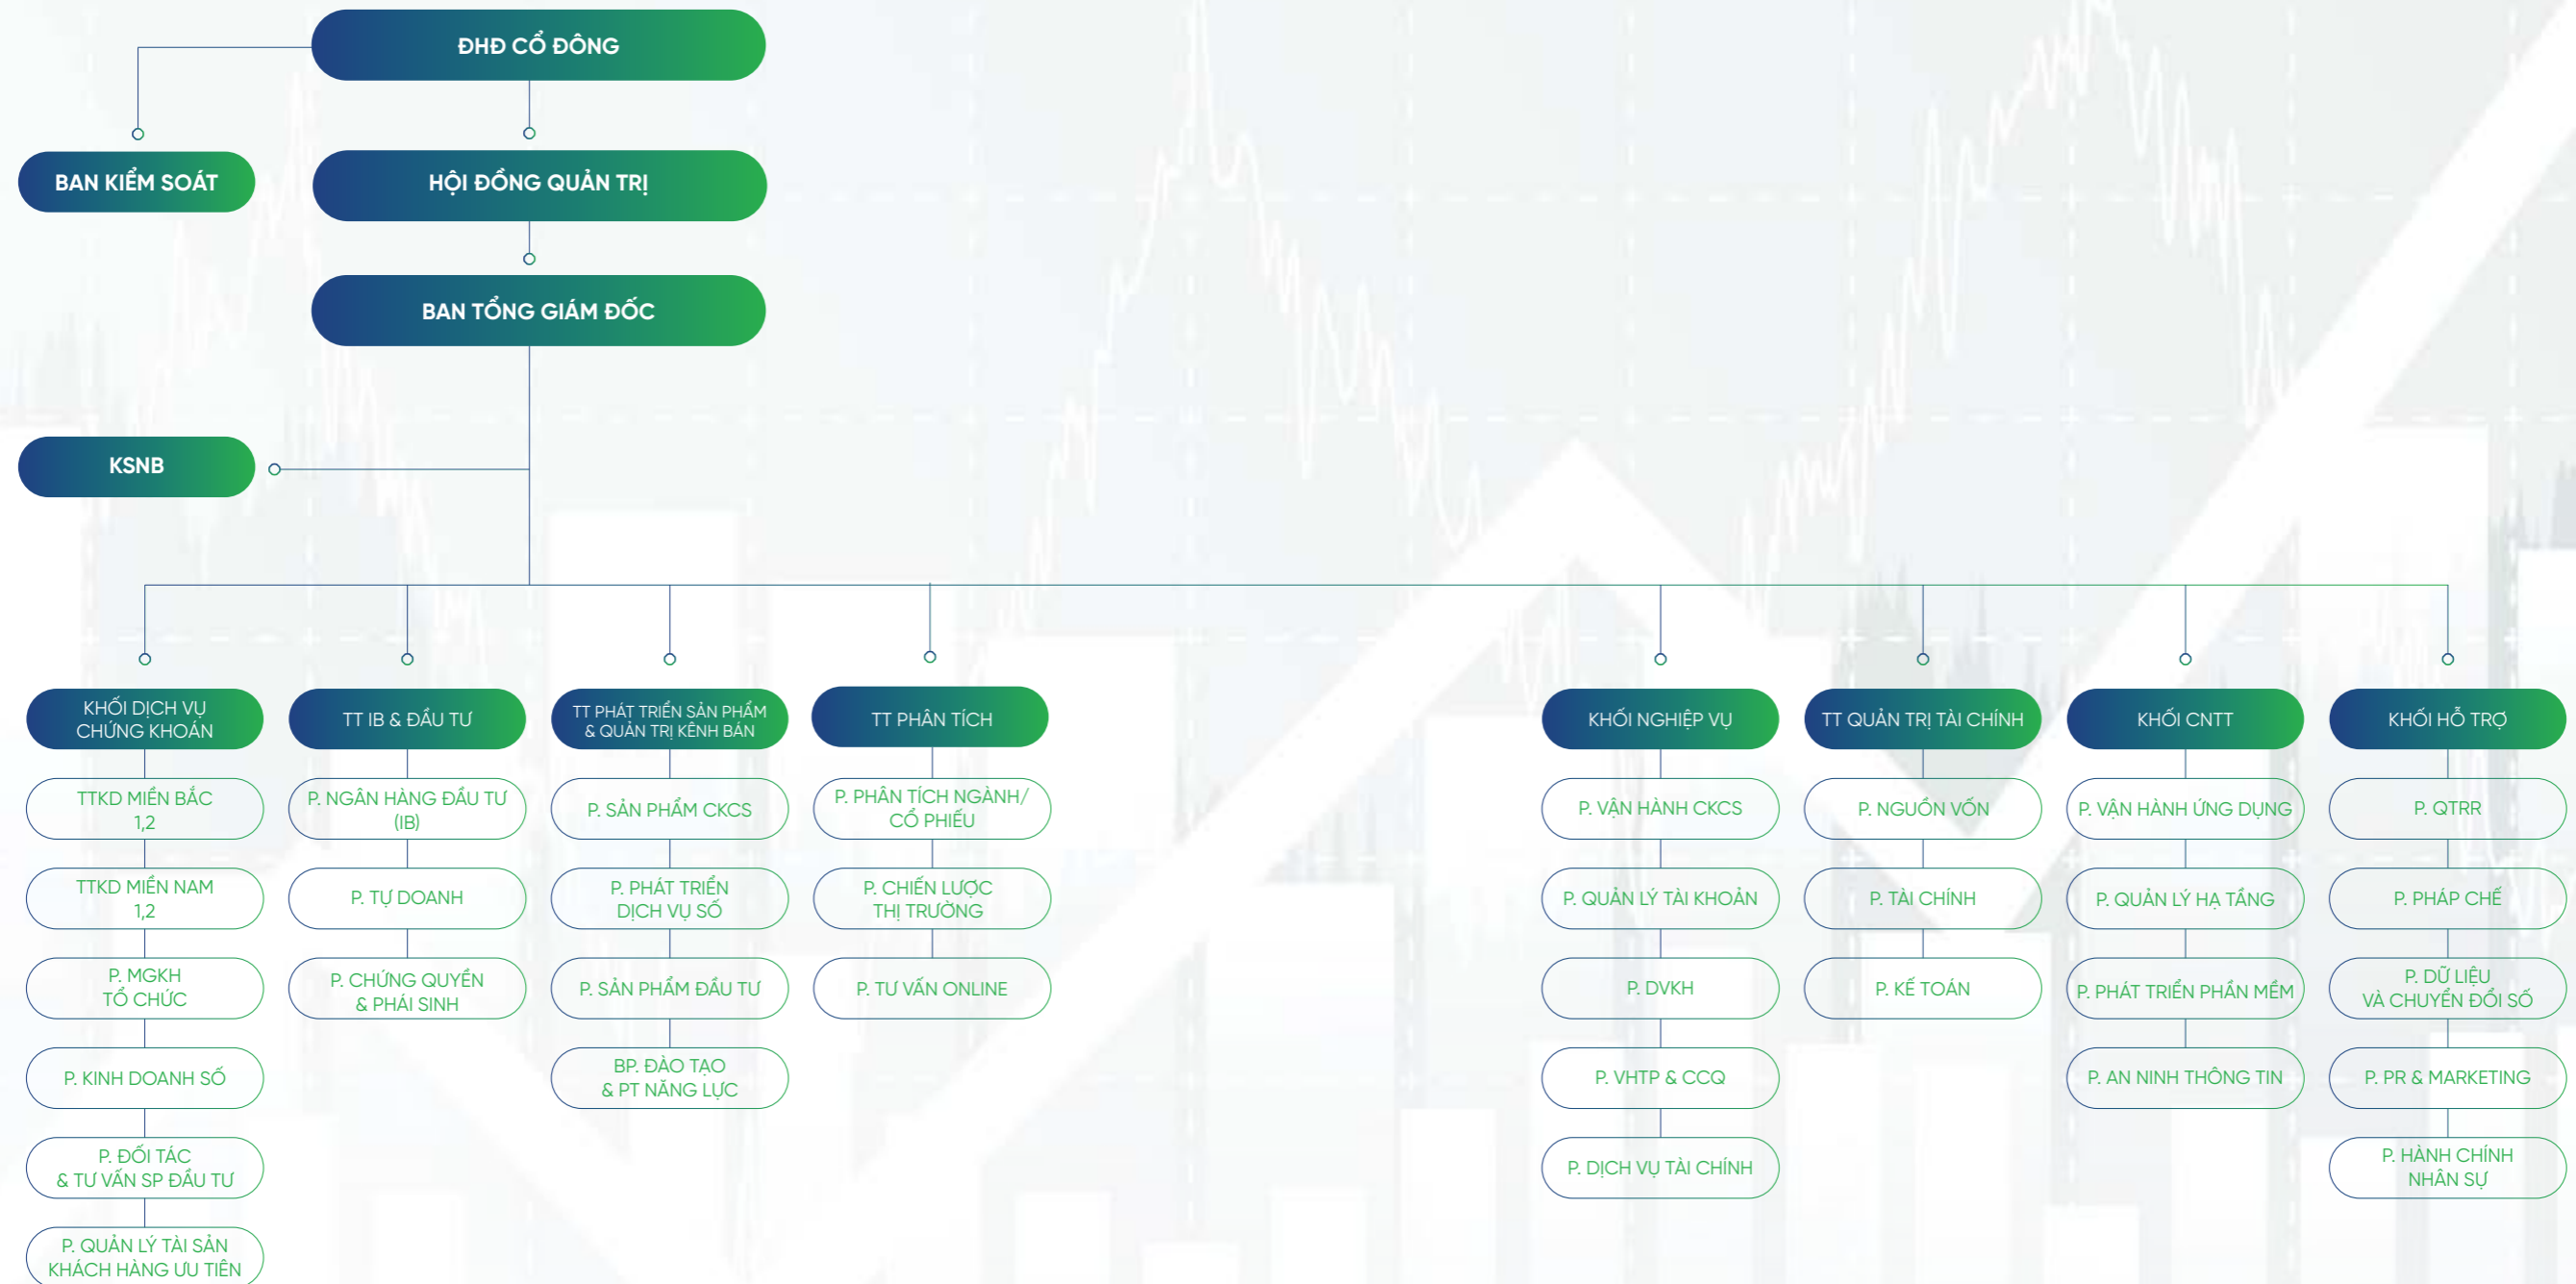 ĐHĐ CỔ ĐÔNG
BAN KIỂM SOÁT
HỘI ĐỒNG QUẢN TRỊ
BAN TỔNG GIÁM ĐỐC
KSNB
KHỐI DỊCH VỤ
CHỨNG KHOÁN
TTKD MIỀN BẮC
1,2
TTKD MIỀN NAM
1,2
P. MGKH
TỔ CHỨC
P. KINH DOANH SỐ
P. ĐỐI TÁC
& TƯ VẤN SP ĐẦU TƯ
P. QUẢN LÝ TÀI SẢN
KHÁCH HÀNG ƯU TIÊN
TT IB & ĐẦU TƯ
P. NGÂN HÀNG ĐẦU TƯ
(IB)
P. TỰ DOANH
P. CHỨNG QUYỀN
& PHÁI SINH
TT PHÁT TRIỂN SẢN PHẨM
& QUẢN TRỊ KÊNH BÁN
P. SẢN PHẨM CKCS
P. PHÁT TRIỂN
DỊCH VỤ SỐ
P. SẢN PHẨM ĐẦU TƯ
BP. ĐÀO TẠO
& PT NĂNG LỰC
TT PHÂN TÍCH
P. PHÂN TÍCH NGÀNH/
CỔ PHIẾU
P. CHIẾN LƯỢC
THỊ TRƯỜNG
P. TƯ VẤN ONLINE
KHỐI NGHIỆP VỤ
P. VẬN HÀNH CKCS
P. QUẢN LÝ TÀI KHOẢN
P. DVKH
P. VHTP & CCQ
P. DỊCH VỤ TÀI CHÍNH
TT QUẢN TRỊ TÀI CHÍNH
P. NGUỒN VỐN
P. TÀI CHÍNH
P. KẾ TOÁN
KHỐI CNTT
P. VẬN HÀNH ỨNG DỤNG
P. QUẢN LÝ HẠ TẦNG
P. PHÁT TRIỂN PHẦN MỀM
P. AN NINH THÔNG TIN
KHỐI HỖ TRỢ
P. QTRR
P. PHÁP CHẾ
P. DỮ LIỆU
VÀ CHUYỂN ĐỔI SỐ
P. PR & MARKETING
P. HÀNH CHÍNH
NHÂN SỰ